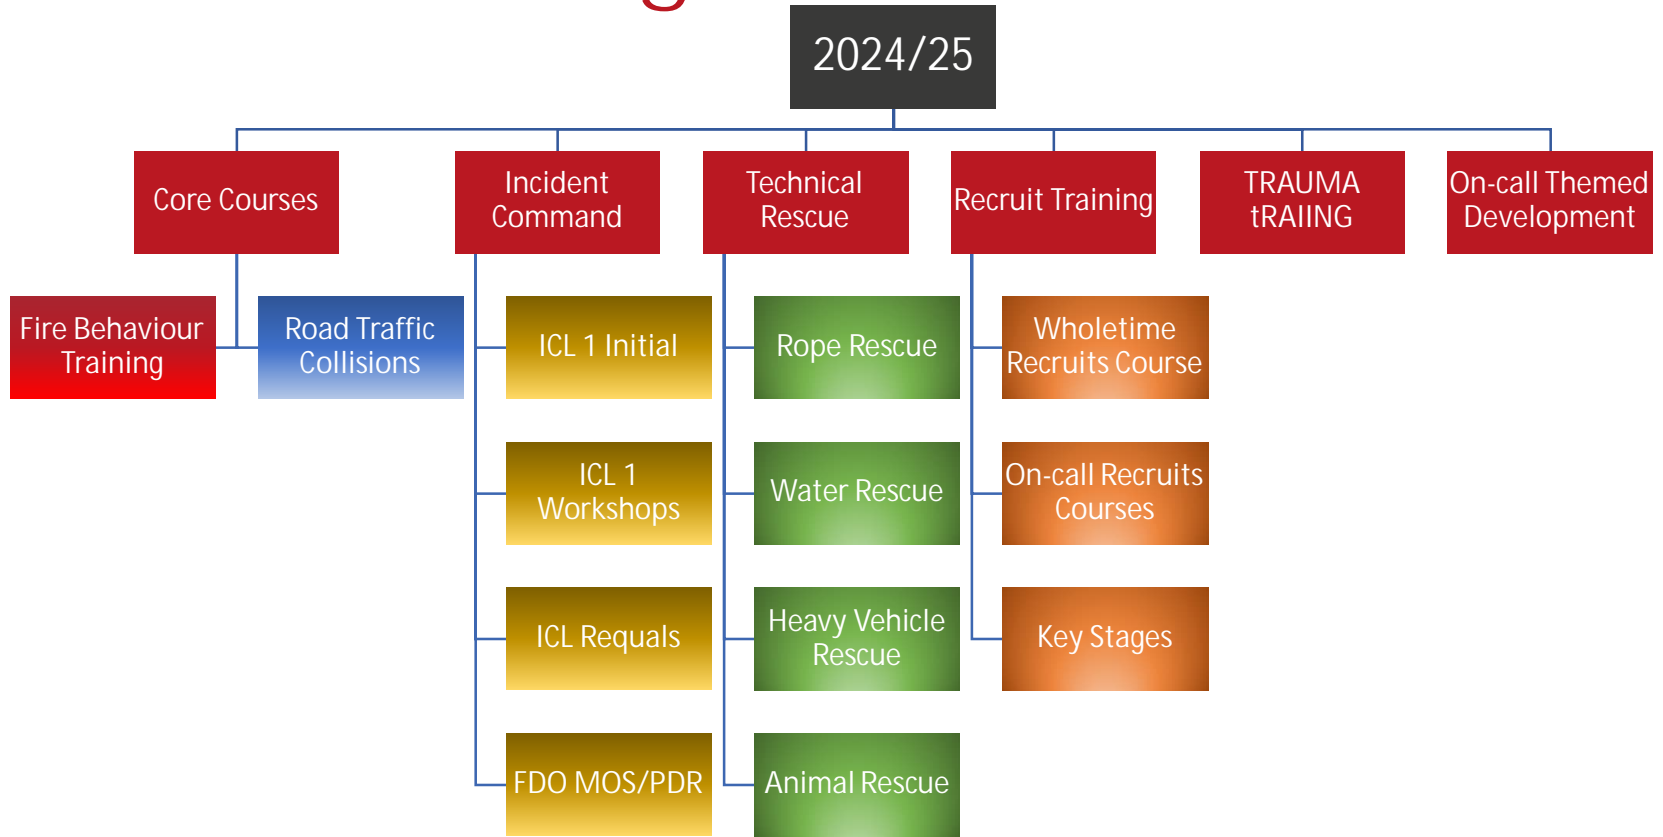 2024/25
Core Courses
Incident
Command
Technical
Rescue
Recruit Training
TRAUMA
tRAIING
On-call Themed
Development
Fire Behaviour
Training
Road Traffic
Collisions
ICL 1 Initial
Rope Rescue
Wholetime
Recruits Course
ICL 1
Workshops
Water Rescue
On-call Recruits
Courses
ICL Requals
Heavy Vehicle
Rescue
Key Stages
FDO MOS/PDR
Animal Rescue